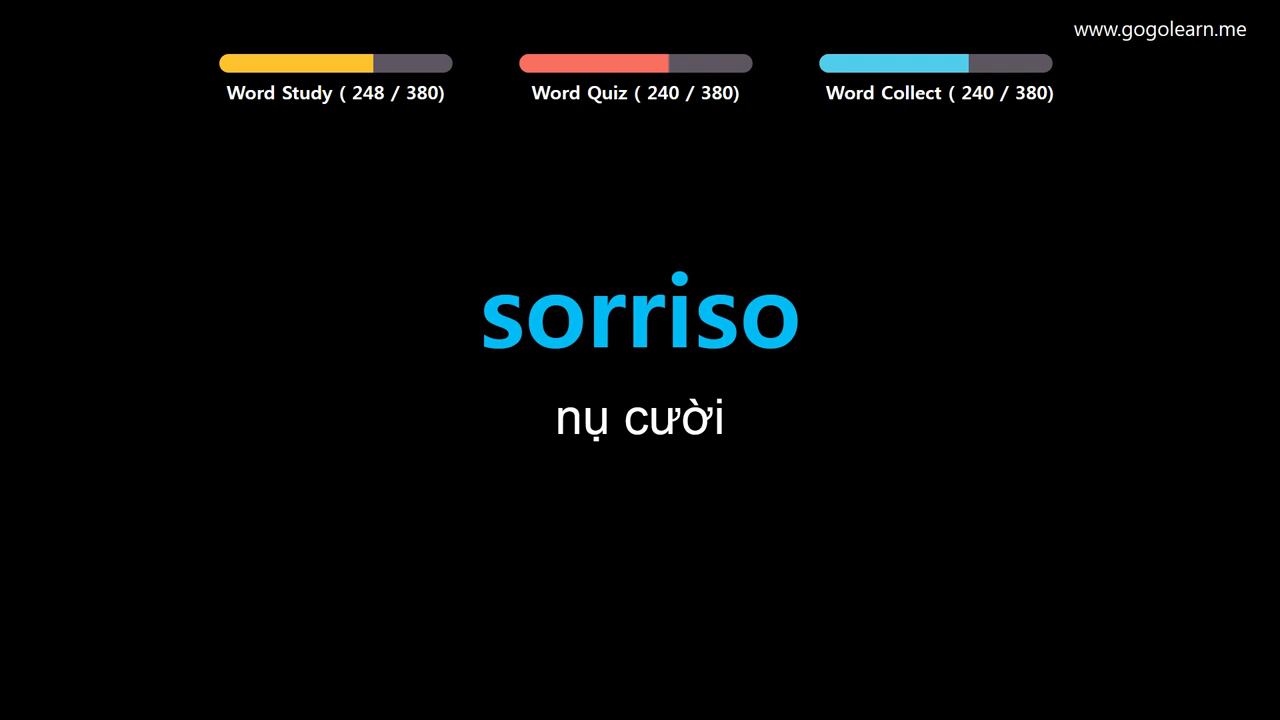 www.gogolearn.me
Word Study ( 248 / 380)
Word Quiz ( 240 / 380)
Word Collect ( 240 / 380)
sorriso
nụ cười